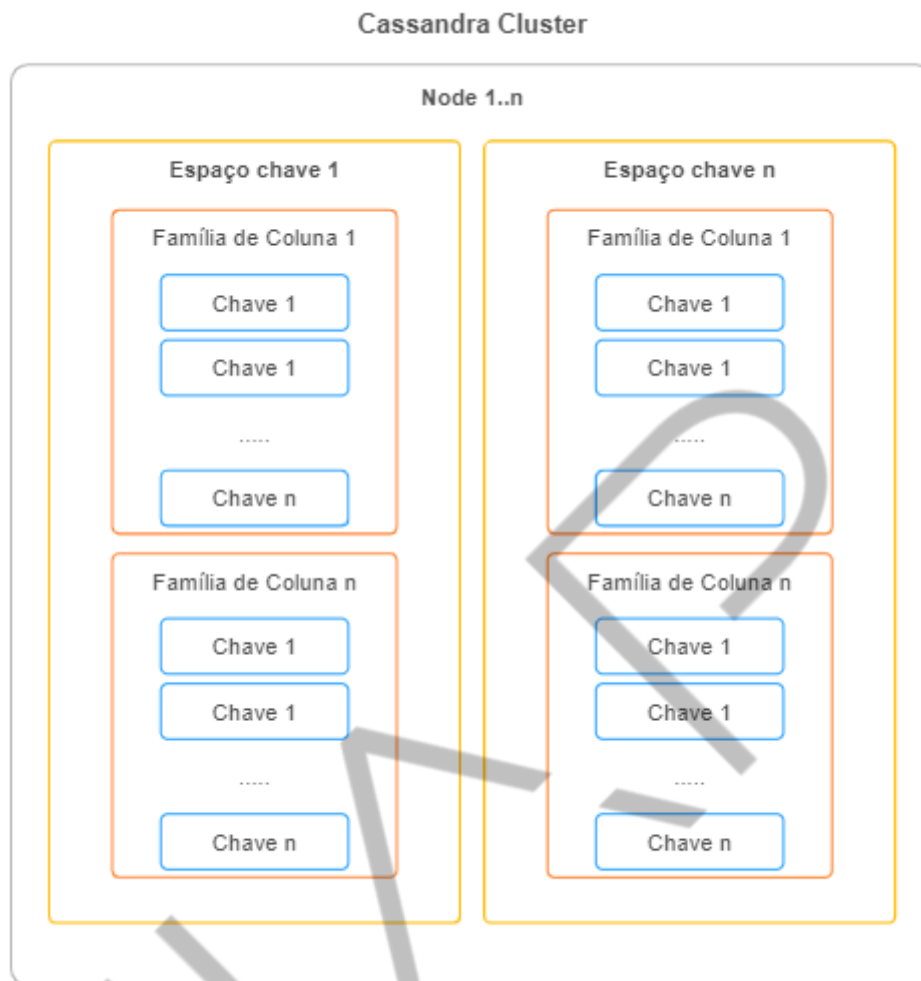 Cassandra Cluster
Node 1..n
Espaço chave 1
Família de Coluna 1
Chave 1
Chave 1
.....
Chave n
Família de Coluna n
Chave 1
Chave 1
.....
Chave n
Espaço chave n
Família de Coluna 1
Chave 1
Chave 1
.....
Chave n
Família de Coluna n
Chave 1
Chave 1
.....
Chave n